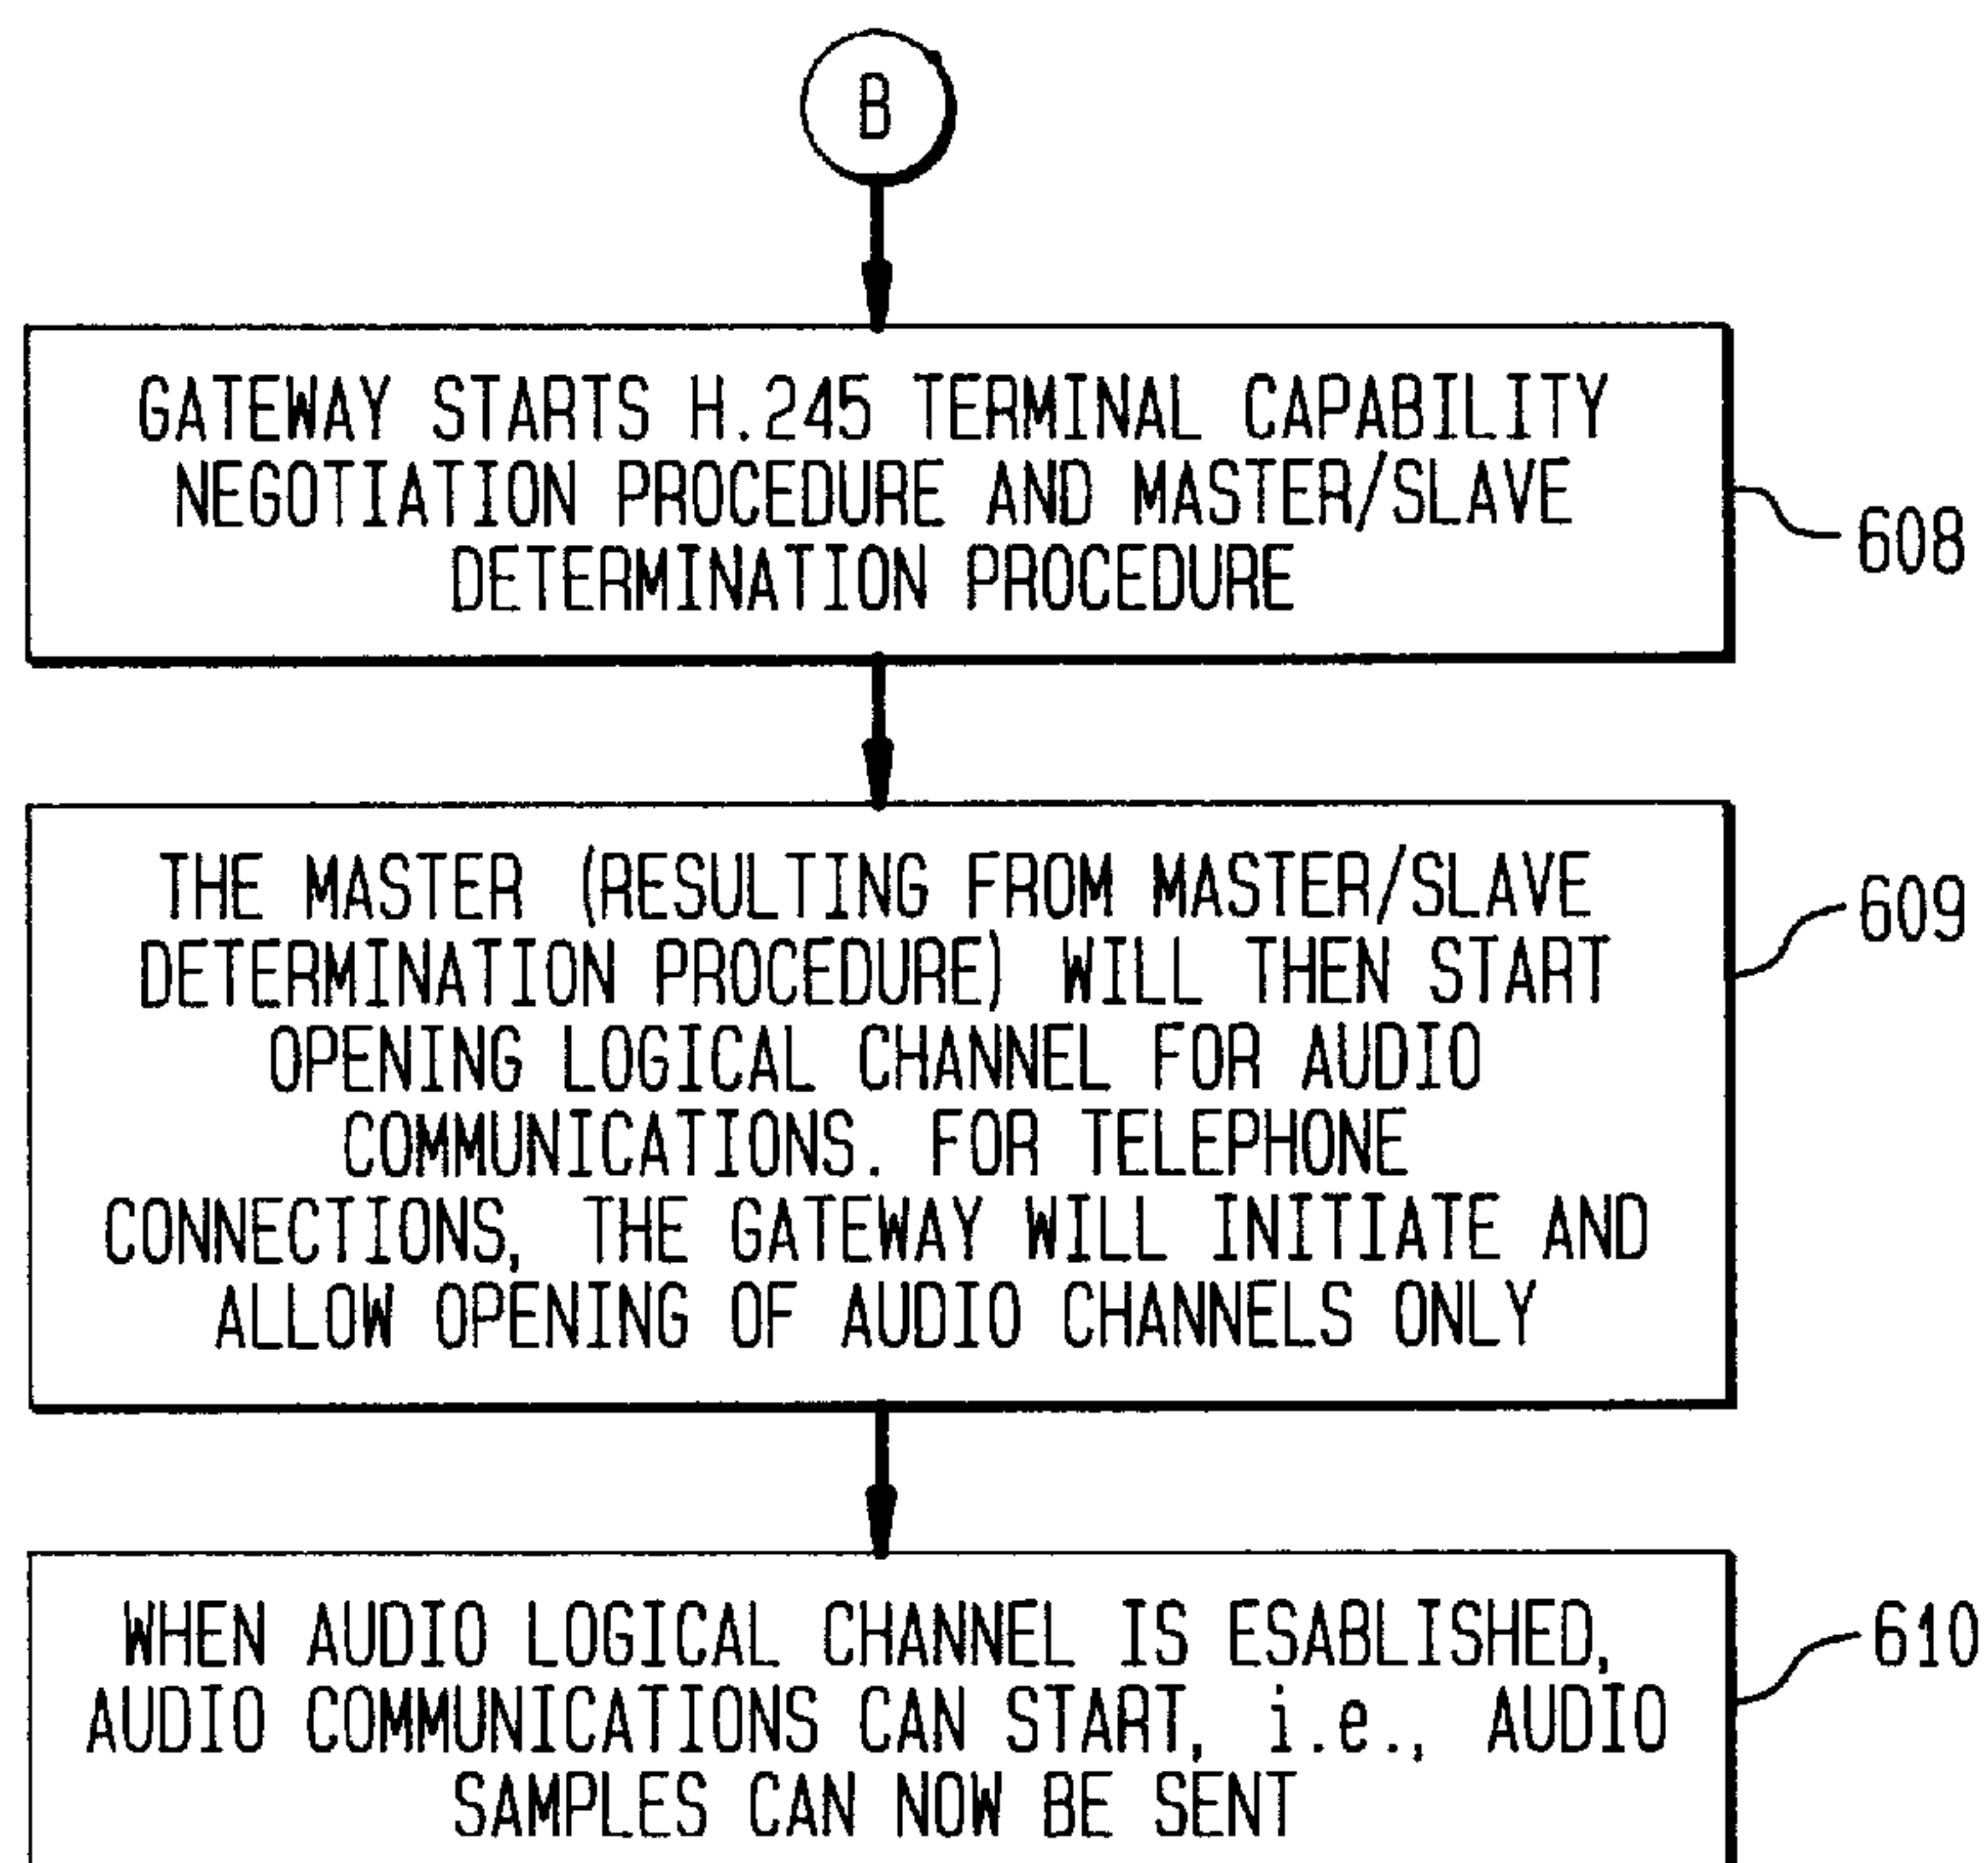 B
GATEWAY STARTS H.245 TERMINAL CAPABILITY
NEGOTIATION PROCEDURE AND MASTER/SLAVE
DETERMINATION PROCEDURE
608
THE MASTER (RESULTING FROM MASTER/SLAVE
DETERMINATION PROCEDURE) WILL THEN START
OPENING LOGICAL CHANNEL FOR AUDIO
COMMUNICATIONS. FOR TELEPHONE
CONNECTIONS, THE GATEWAY WILL INITIATE AND
ALLOW OPENING OF AUDIO CHANNELS ONLY
609
WHEN AUDIO LOGICAL CHANNEL IS ESABLISHED,
AUDIO COMMUNICATIONS CAN START, i.e., AUDIO
SAMPLES CAN NOW BE SENT
610